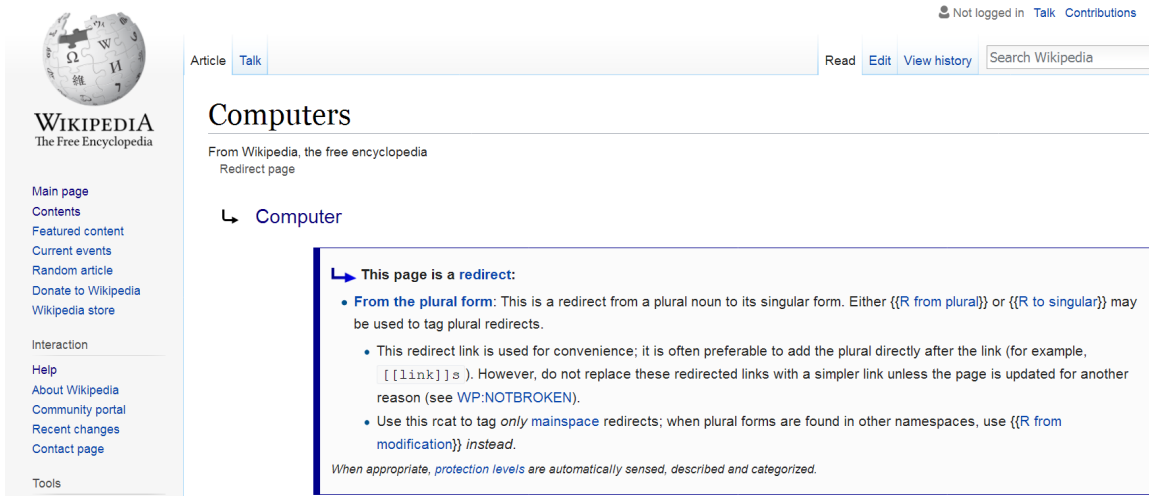 Not logged in Talk Contributions
Article Talk
Read Edit View history Search Wikipedia
WIKIPEDIA
The Free Encyclopedia
Main page
Contents
Featured content
Current events
Random article
Donate to Wikipedia
Wikipedia store
Interaction
Help
About Wikipedia
Community portal
Recent changes
Contact page
Tools
Computers
From Wikipedia, the free encyclopedia
Redirect page
Computer
This page is a redirect:
• From the plural form: This is a redirect from a plural noun to its singular form. Either {{R from plural}} or {{R to singular}} may
be used to tag plural redirects.
• This redirect link is used for convenience; it is often preferable to add the plural directly after the link (for example,
[[link]]s ). However, do not replace these redirected links with a simpler link unless the page is updated for another
reason (see WP:NOTBROKEN).
• Use this rcat to tag only mainspace redirects; when plural forms are found in other namespaces, use {{R from
modification}} instead.
When appropriate, protection levels are automatically sensed, described and categorized.